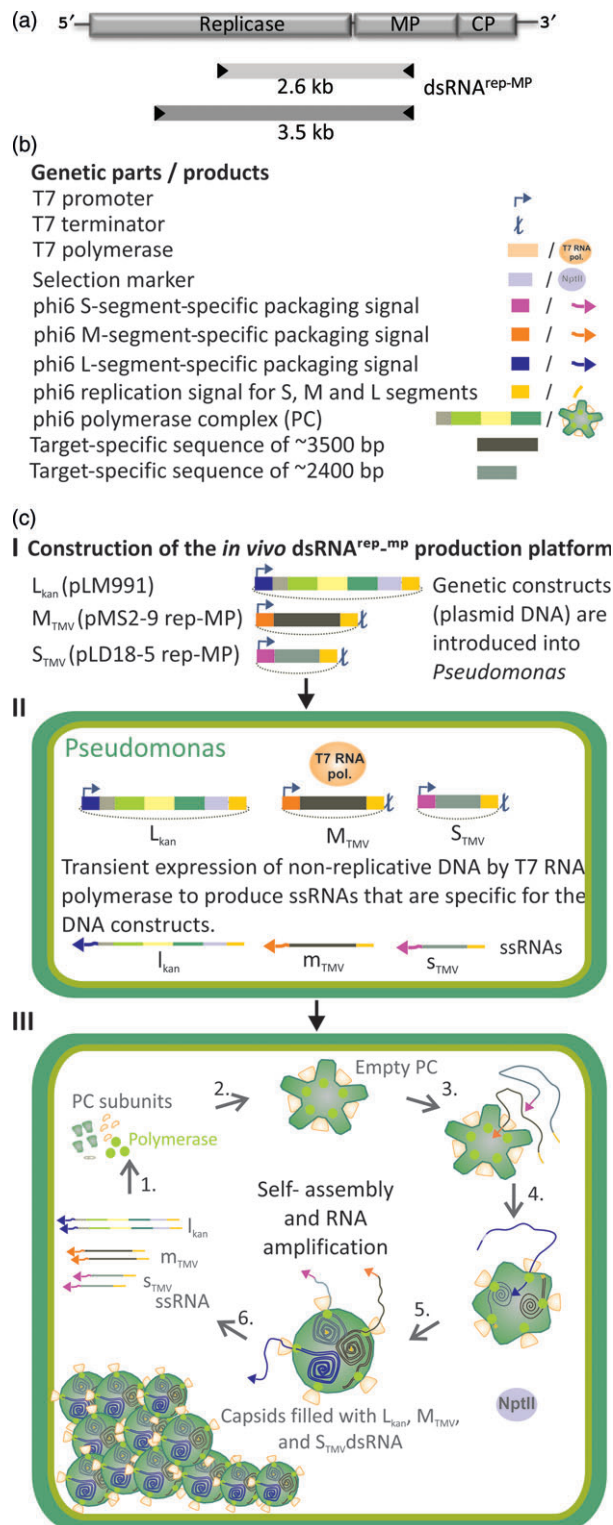 (a)
5′ Replicase MP CP 3′
2.6 kb
dsRNA^rep-MP
3.5 kb
(b)
Genetic parts / products
T7 promoter
T7 terminator
T7 polymerase / T7 RNA pol.
Selection marker / NptII
phi6 S-segment-specific packaging signal /
phi6 M-segment-specific packaging signal /
phi6 L-segment-specific packaging signal /
phi6 replication signal for S, M and L segments /
phi6 polymerase complex (PC) /
Target-specific sequence of ~3500 bp
Target-specific sequence of ~2400 bp
(c)
I Construction of the in vivo dsRNA^rep-mp production platform
L_kan (pLM991)
M_TMV (pMS2-9 rep-MP)
S_TMV (pLD18-5 rep-MP)
Genetic constructs
(plasmid DNA) are
introduced into
Pseudomonas
II
Pseudomonas
T7 RNA
pol.
L_kan M_TMV S_TMV
Transient expression of non-replicative DNA by T7 RNA
polymerase to produce ssRNAs that are specific for the
DNA constructs.
ssRNAs
l_kan m_TMV s_TMV
III
PC subunits
2.
Empty PC
3.
Polymerase
1.
4.
Self- assembly
and RNA
amplification
l_kan
m_TMV
s_TMV
ssRNA
6.
5.
Capsids filled with L_kan, M_TMV,
and S_TMV dsRNA
NptII